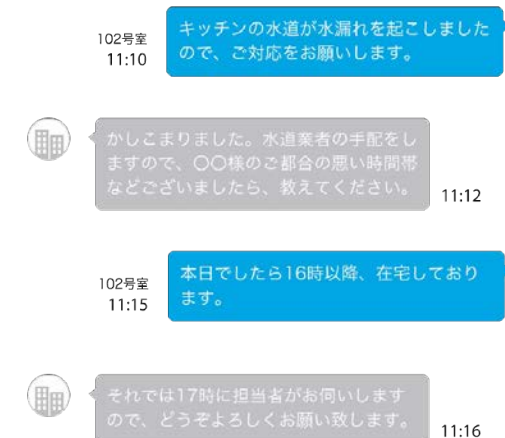 キッチンの水道が水漏れを起こしました
ので、ご対応をお願いします。
102号室
11:10
かしこまりました。水道業者の手配をし
ますので、〇〇様のご都合の悪い時間帯
などございましたら、教えてください。
11:12
本日でしたら16時以降、在宅しており
ます。
102号室
11:15
それでは17時に担当者がお伺いします
ので、どうぞよろしくお願い致します。
11:16